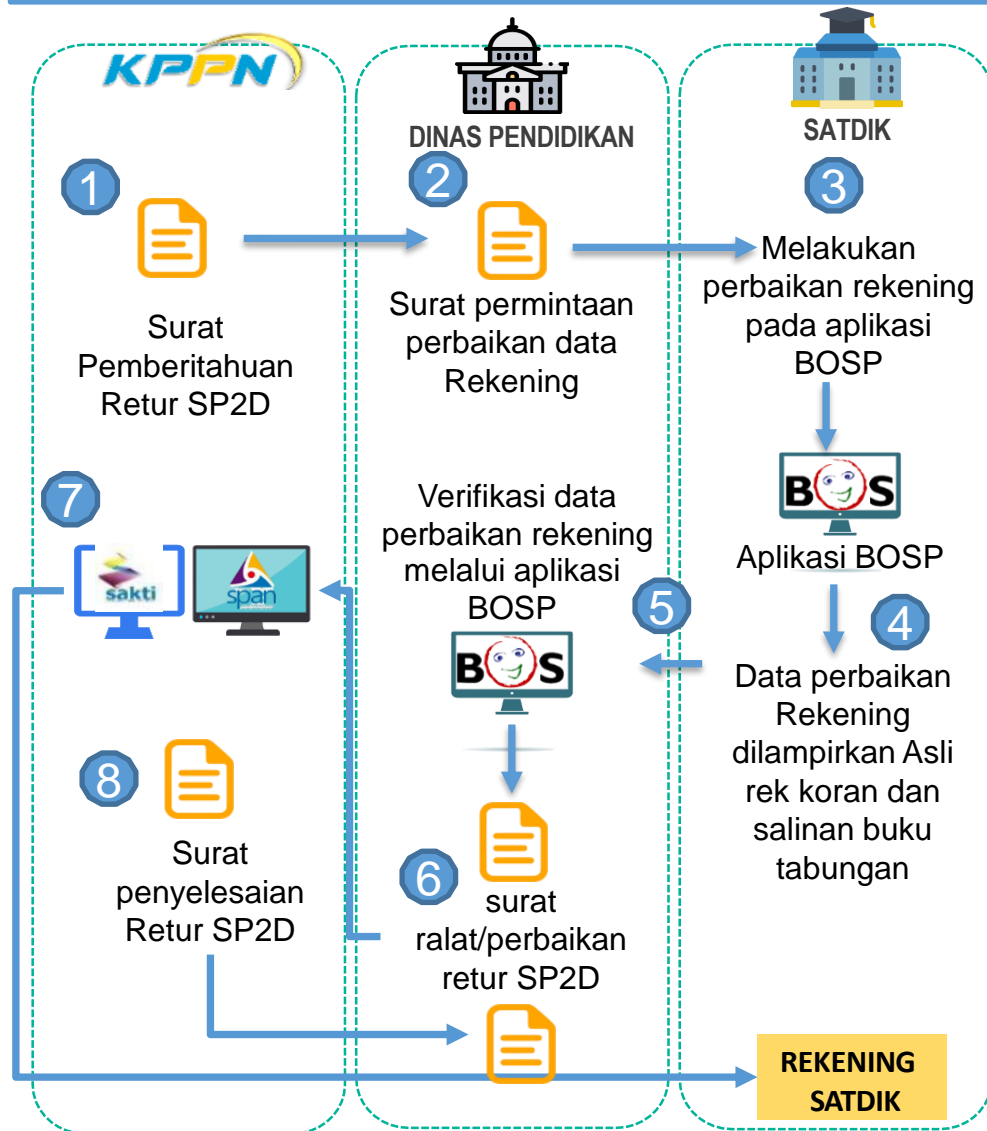 KPPN
DINAS PENDIDIKAN
SATDIK
1
Surat
Pemberitahuan
Retur SP2D
2
Surat permintaan
perbaikan data
Rekening
3
Melakukan
perbaikan rekening
pada aplikasi
BOSP
BOS
Aplikasi BOSP
4
Data perbaikan
Rekening
dilampirkan Asli
rek koran dan
salinan buku
tabungan
5
Verifikasi data
perbaikan rekening
melalui aplikasi
BOSP
BOS
6
surat
ralat/perbaikan
retur SP2D
7
sakti
span
8
Surat
penyelesaian
Retur SP2D
REKENING
SATDIK